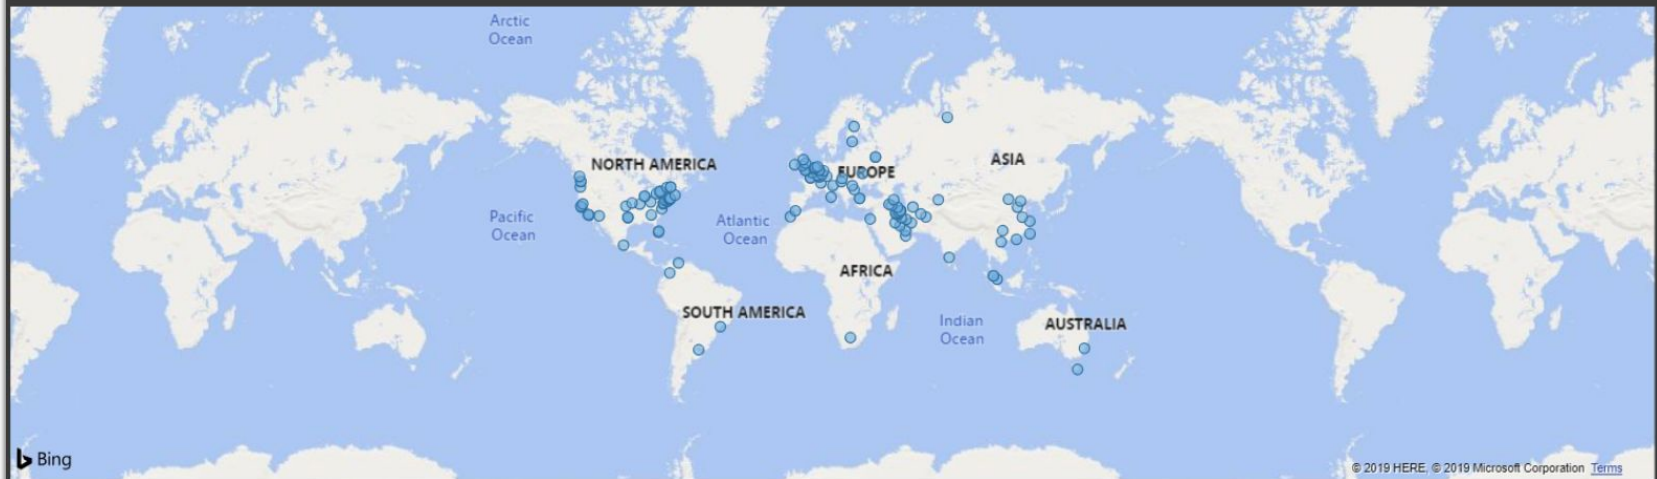 Arctic
Ocean
NORTH AMERICA
ASIA
EUROPE
Pacific
Ocean
Atlantic
Ocean
AFRICA
SOUTH AMERICA
Indian
Ocean
AUSTRALIA
Bing
© 2019 HERE, © 2019 Microsoft Corporation Terms